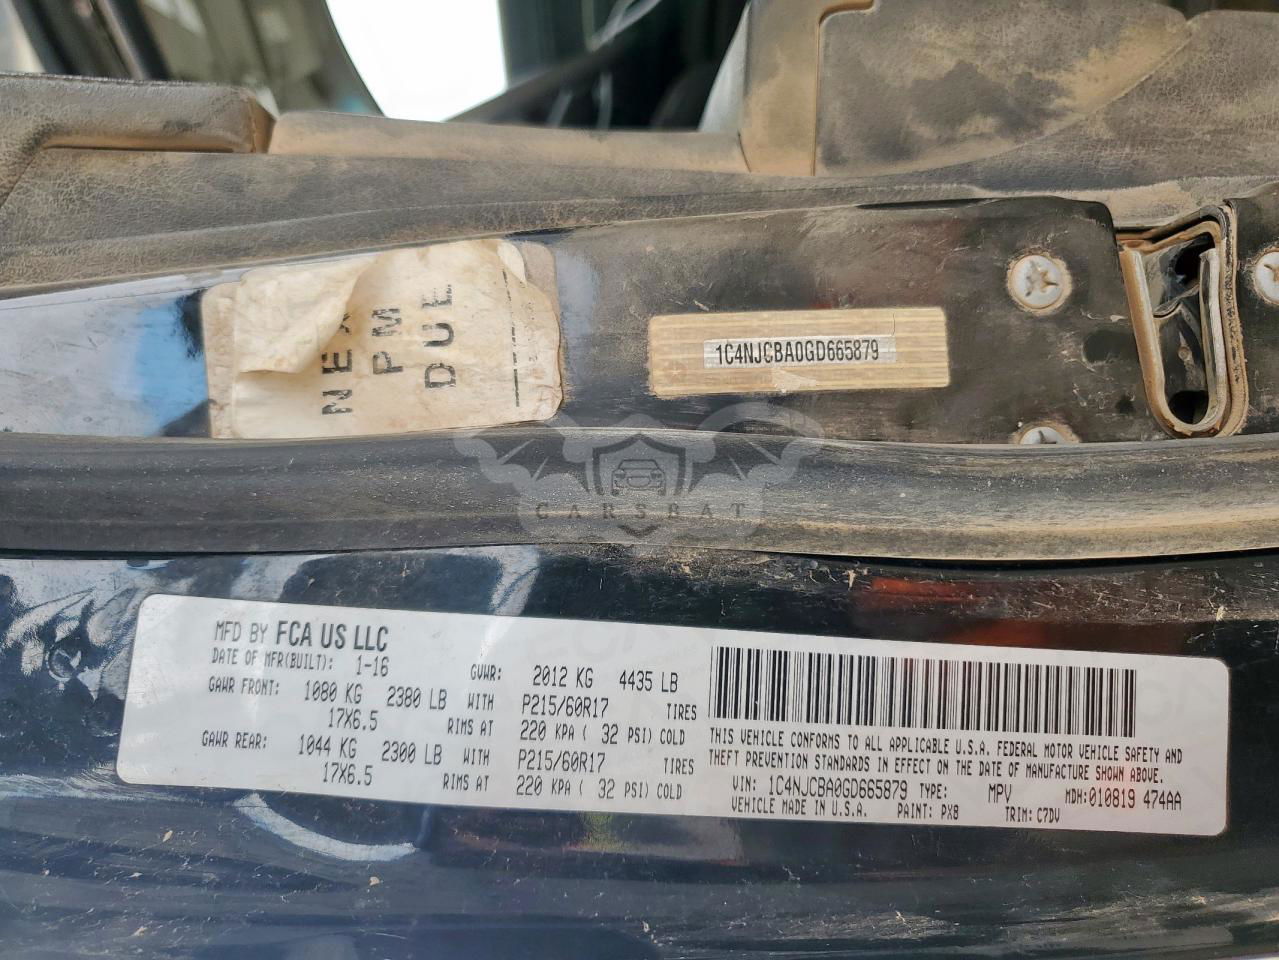 NEX
PM
DUE
1C4NJCBA0GD665879
CARSBAT
MFD BY FCA US LLC
DATE OF MFR(BUILT): 1-16 GVWR: 2012 KG 4435 LB
GAWR FRONT: 1080 KG 2380 LB WITH P215/60R17 TIRES
17X6.5 RIMS AT 220 KPA ( 32 PSI) COLD
GAWR REAR: 1044 KG 2300 LB WITH P215/60R17 TIRES
17X6.5 RIMS AT 220 KPA ( 32 PSI) COLD
THIS VEHICLE CONFORMS TO ALL APPLICABLE U.S.A. FEDERAL MOTOR VEHICLE SAFETY AND
THEFT PREVENTION STANDARDS IN EFFECT ON THE DATE OF MANUFACTURE SHOWN ABOVE.
VIN: 1C4NJCBA0GD665879 TYPE: MPV MDH: 010819 474AA
VEHICLE MADE IN U.S.A. PAINT: PX8 TRIM: C7DV